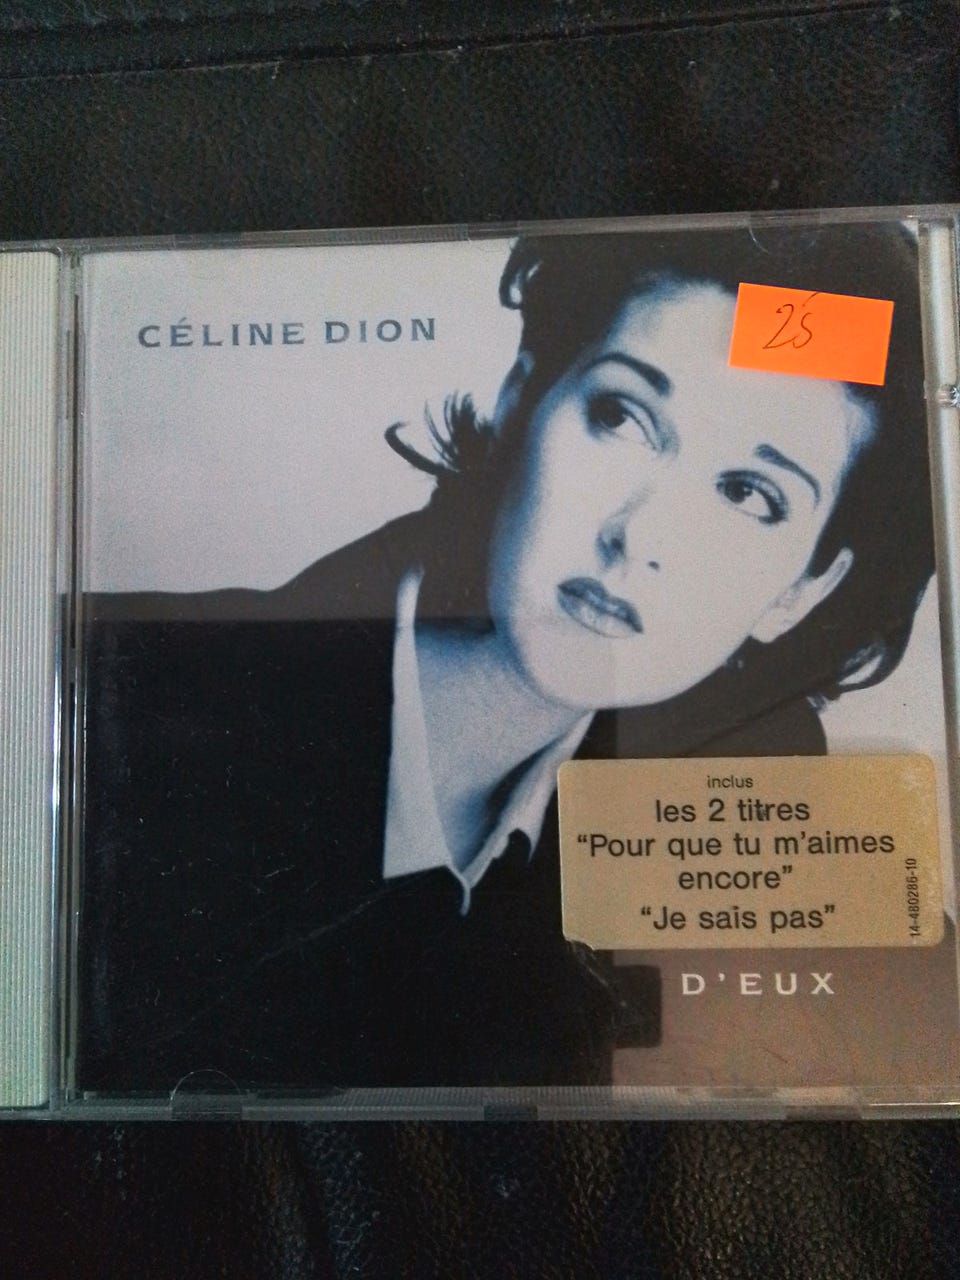 CÉLINE DION
25
inclus
les 2 titres
"Pour que tu m'aimes
encore"
"Je sais pas"
14-480286-10
D'EUX